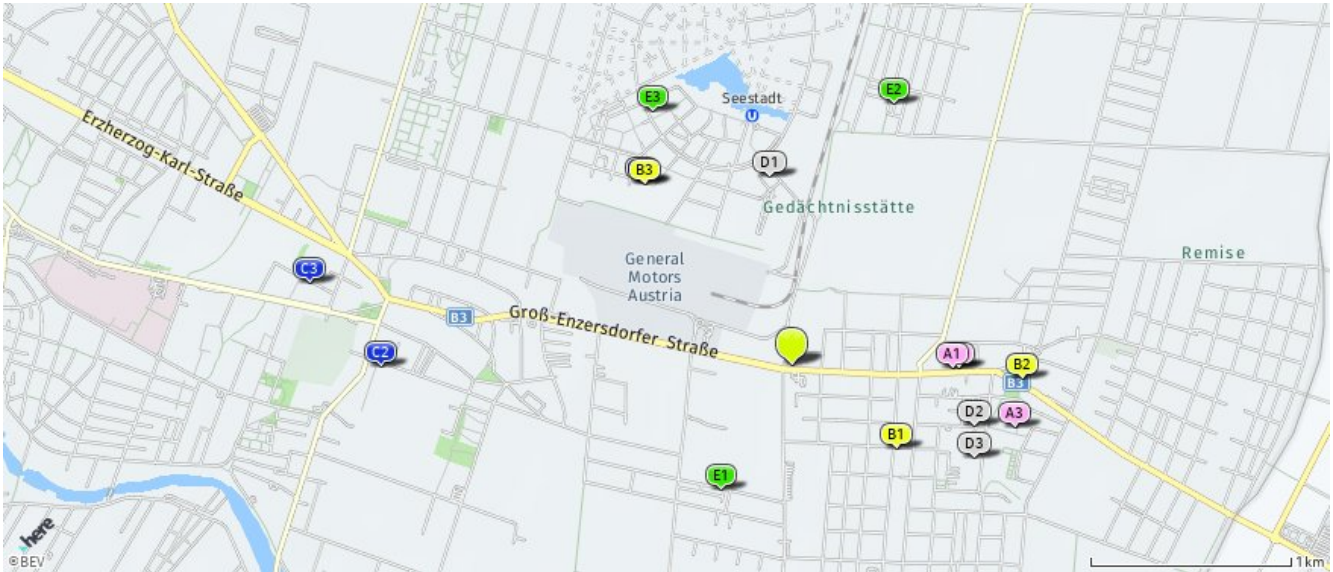 E3
Seestadt
U
E2
Erzherzog-Karl-Straße
B3
D1
Gedächtnisstätte
Remise
General
Motors
Austria
C3
B3
Groß-Enzersdorfer Straße
C2
A1
B2
B3
D2
A3
B1
D3
E1
here
©BEV
1km